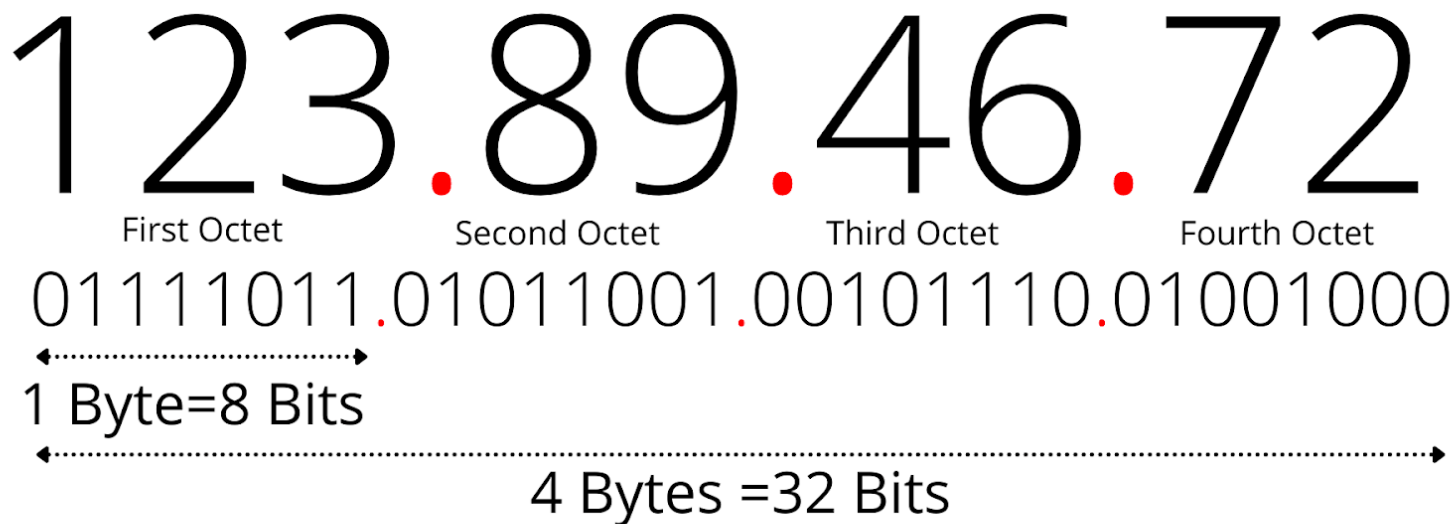 123.89.46.72
First Octet Second Octet Third Octet Fourth Octet
01111011.01011001.00101110.01001000
1 Byte=8 Bits
4 Bytes =32 Bits